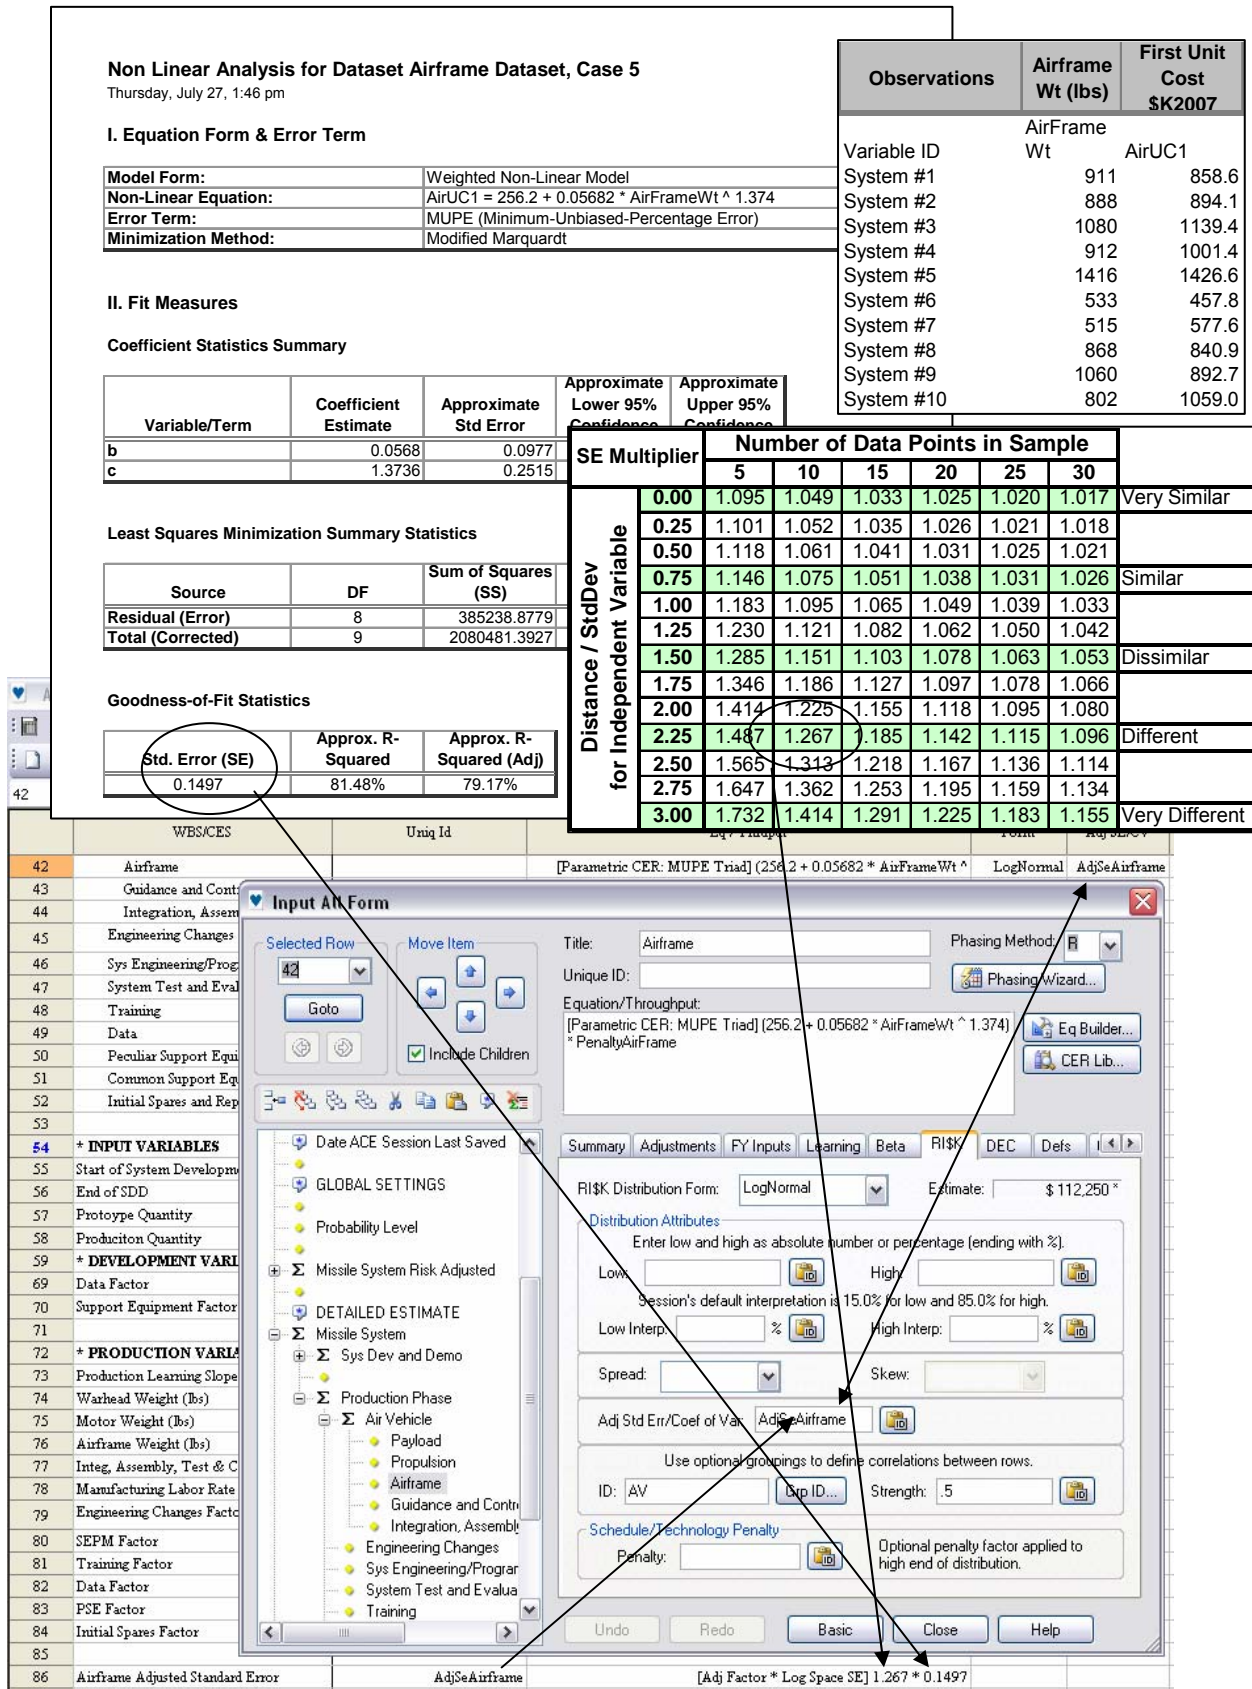 Non Linear Analysis for Dataset Airframe Dataset, Case 5
Thursday, July 27, 1:46 pm
I. Equation Form & Error Term
Model Form: Weighted Non-Linear Model
Non-Linear Equation: AirUC1 = 256.2 + 0.05682 * AirFrameWt ^ 1.374
Error Term: MUPE (Minimum-Unbiased-Percentage Error)
Minimization Method: Modified Marquardt
II. Fit Measures
Coefficient Statistics Summary
Variable/Term Coefficient Estimate Approximate Std Error Approximate Lower 95% Confidence Approximate Upper 95% Confidence
b 0.0568 0.0977
c 1.3736 0.2515
Least Squares Minimization Summary Statistics
Source DF Sum of Squares (SS)
Residual (Error) 8 385238.8779
Total (Corrected) 9 2080481.3927
Goodness-of-Fit Statistics
Std. Error (SE) Approx. R-Squared Approx. R-Squared (Adj)
0.1497 81.48% 79.17%
Observations Airframe Wt (lbs) First Unit Cost $K2007
Variable ID AirFrame Wt AirUC1
System #1 911 858.6
System #2 888 894.1
System #3 1080 1139.4
System #4 912 1001.4
System #5 1416 1426.6
System #6 533 457.8
System #7 515 577.6
System #8 868 840.9
System #9 1060 892.7
System #10 802 1059.0
SE Multiplier Number of Data Points in Sample
5 10 15 20 25 30
Distance / StdDev for Independent Variable
0.00 1.095 1.049 1.033 1.025 1.020 1.017 Very Similar
0.25 1.101 1.052 1.035 1.026 1.021 1.018
0.50 1.118 1.061 1.041 1.031 1.025 1.021
0.75 1.146 1.075 1.051 1.038 1.031 1.026 Similar
1.00 1.183 1.095 1.065 1.049 1.039 1.033
1.25 1.230 1.121 1.082 1.062 1.050 1.042
1.50 1.285 1.151 1.103 1.078 1.063 1.053 Dissimilar
1.75 1.346 1.186 1.127 1.097 1.078 1.066
2.00 1.414 1.225 1.155 1.118 1.095 1.080
2.25 1.487 1.267 1.185 1.142 1.115 1.096 Different
2.50 1.565 1.313 1.218 1.167 1.136 1.114
2.75 1.647 1.362 1.253 1.195 1.159 1.134
3.00 1.732 1.414 1.291 1.225 1.183 1.155 Very Different
42
WBS/CES Uniq Id
42 Airframe [Parametric CER: MUPE Triad] (256.2 + 0.05682 * AirFrameWt ^ LogNormal AdjSeAirframe
43 Guidance and Cont
44 Integration, Assem
45 Engineering Changes
46 Sys Engineering/Prog
47 System Test and Eval
48 Training
49 Data
50 Peculiar Support Equi
51 Common Support Eq
52 Initial Spares and Rep
53
54 * INPUT VARIABLES
55 Start of System Developm
56 End of SDD
57 Protoype Quantity
58 Produciton Quantity
59 * DEVELOPMENT VARI
69 Data Factor
70 Support Equipment Factor
71
72 * PRODUCTION VARIA
73 Production Learning Slope
74 Warhead Weight (lbs)
75 Motor Weight (lbs)
76 Airframe Weight (lbs)
77 Integ, Assembly, Test & C
78 Manufacturing Labor Rate
79 Engineering Changes Facto
80 SEPM Factor
81 Training Factor
82 Data Factor
83 PSE Factor
84 Initial Spares Factor
85
86 Airframe Adjusted Standard Error AdjSeAirframe [Adj Factor * Log Space SE] 1.267 * 0.1497
Input All Form
Selected Row
42
Goto
Move Item
Include Children
Title: Airframe
Phasing Method: R
Unique ID:
Phasing Wizard...
Equation/Throughput:
[Parametric CER: MUPE Triad] (256.2 + 0.05682 * AirFrameWt ^ 1.374)
* PenaltyAirFrame
Eq Builder...
CER Lib...
Date ACE Session Last Saved
GLOBAL SETTINGS
Probability Level
Missile System Risk Adjusted
DETAILED ESTIMATE
Missile System
Sys Dev and Demo
Production Phase
Air Vehicle
Payload
Propulsion
Airframe
Guidance and Contr
Integration, Assembly
Engineering Changes
Sys Engineering/Program
System Test and Evalua
Training
Summary Adjustments FY Inputs Learning Beta RI$K DEC Defs
RI$K Distribution Form: LogNormal Estimate: $ 112,250 *
Distribution Attributes
Enter low and high as absolute number or percentage (ending with %).
Low: High:
Session's default interpretation is 15.0% for low and 85.0% for high.
Low Interp: % High Interp: %
Spread: Skew:
Adj Std Err/Coef of Var: AdjSeAirframe
Use optional groupings to define correlations between rows.
ID: AV Grp ID... Strength: .5
Schedule/Technology Penalty
Penalty: Optional penalty factor applied to
high end of distribution.
Undo Redo Basic Close Help